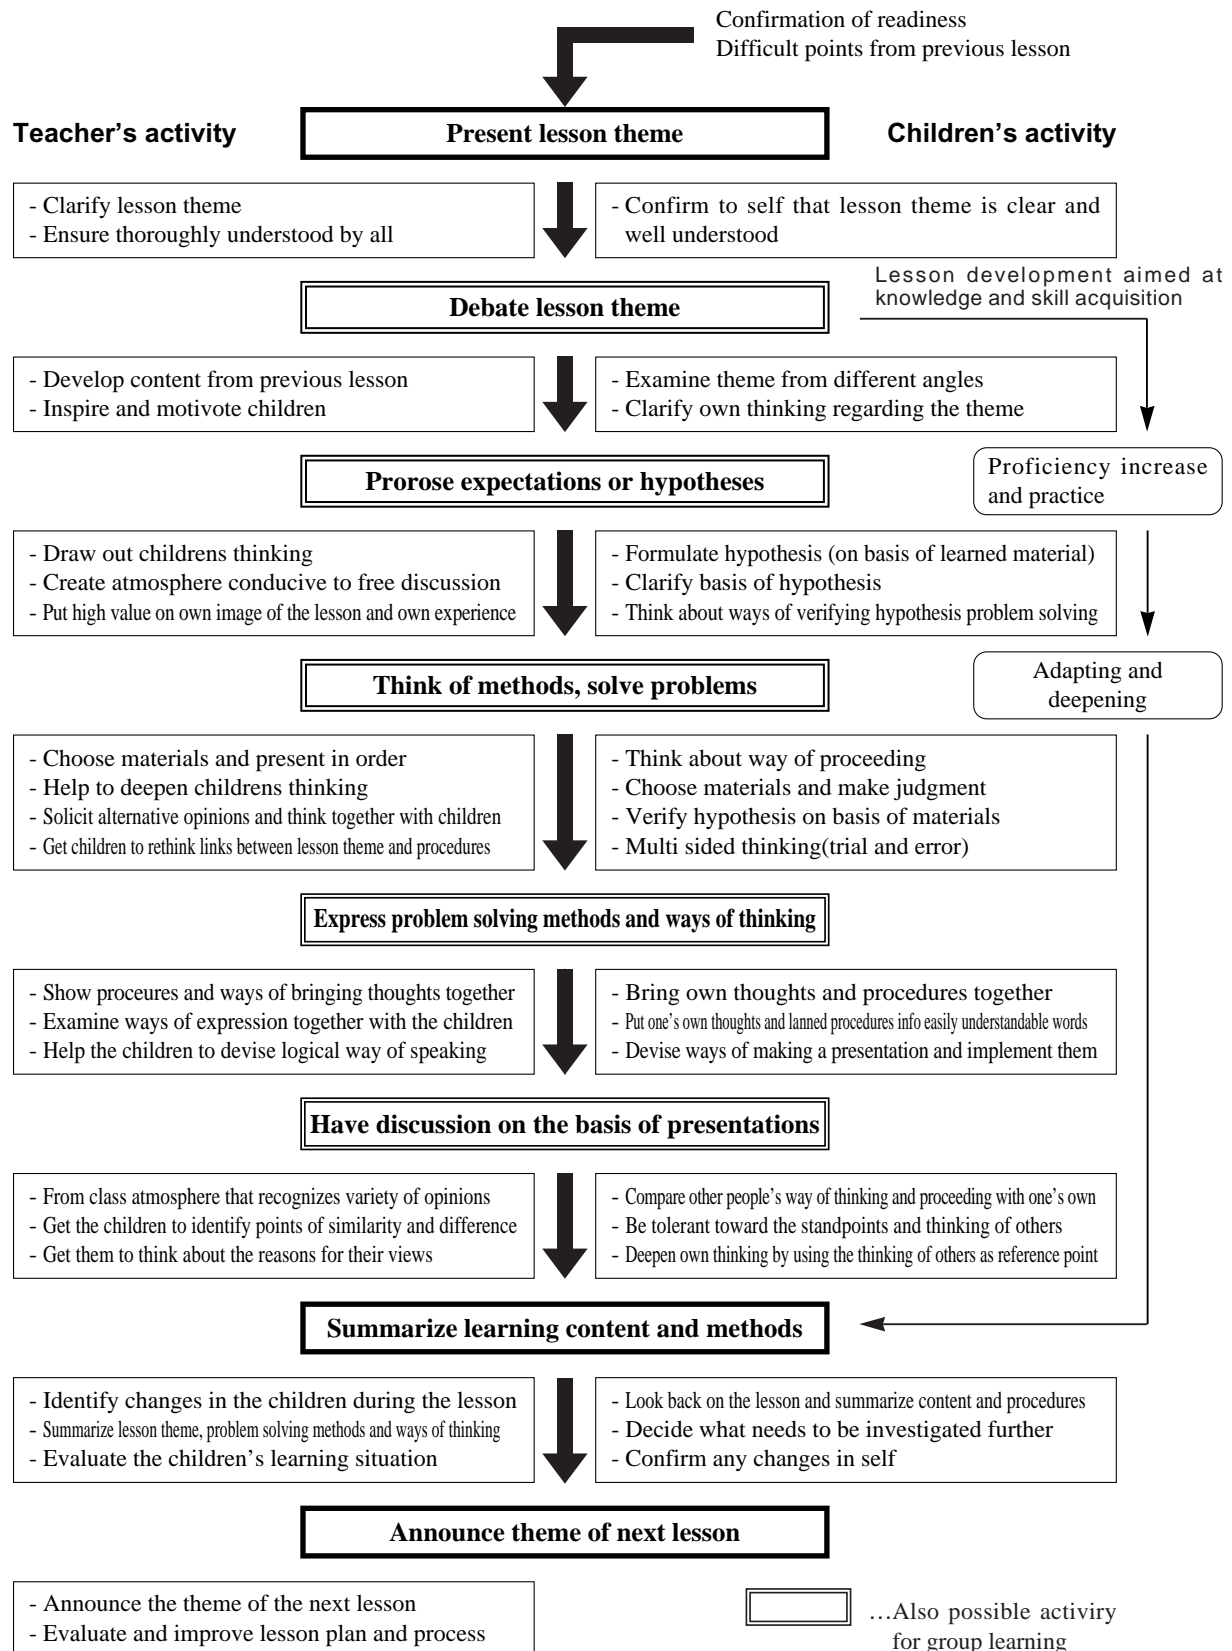 Confirmation of readiness
Difficult points from previous lesson
Teacher's activity
Present lesson theme
Children's activity
- Clarify lesson theme
- Ensure thoroughly understood by all
- Confirm to self that lesson theme is clear and
well understood
Debate lesson theme
Lesson development aimed at
knowledge and skill acquisition
- Develop content from previous lesson
- Inspire and motivote children
- Examine theme from different angles
- Clarify own thinking regarding the theme
Prorose expectations or hypotheses
Proficiency increase
and practice
- Draw out childrens thinking
- Create atmosphere conducive to free discussion
- Put high value on own image of the lesson and own experience
- Formulate hypothesis (on basis of learned material)
- Clarify basis of hypothesis
- Think about ways of verifying hypothesis problem solving
Think of methods, solve problems
Adapting and
deepening
- Choose materials and present in order
- Help to deepen childrens thinking
- Solicit alternative opinions and think together with children
- Get children to rethink links between lesson theme and procedures
- Think about way of proceeding
- Choose materials and make judgment
- Verify hypothesis on basis of materials
- Multi sided thinking(trial and error)
Express problem solving methods and ways of thinking
- Show proceures and ways of bringing thoughts together
- Examine ways of expression together with the children
- Help the children to devise logical way of speaking
- Bring own thoughts and procedures together
- Put one's own thoughts and lanned procedures info easily understandable words
- Devise ways of making a presentation and implement them
Have discussion on the basis of presentations
- From class atmosphere that recognizes variety of opinions
- Get the children to identify points of similarity and difference
- Get them to think about the reasons for their views
- Compare other people's way of thinking and proceeding with one's own
- Be tolerant toward the standpoints and thinking of others
- Deepen own thinking by using the thinking of others as reference point
Summarize learning content and methods
- Identify changes in the children during the lesson
- Summarize lesson theme, problem solving methods and ways of thinking
- Evaluate the children's learning situation
- Look back on the lesson and summarize content and procedures
- Decide what needs to be investigated further
- Confirm any changes in self
Announce theme of next lesson
- Announce the theme of the next lesson
- Evaluate and improve lesson plan and process
…Also possible activiry
for group learning